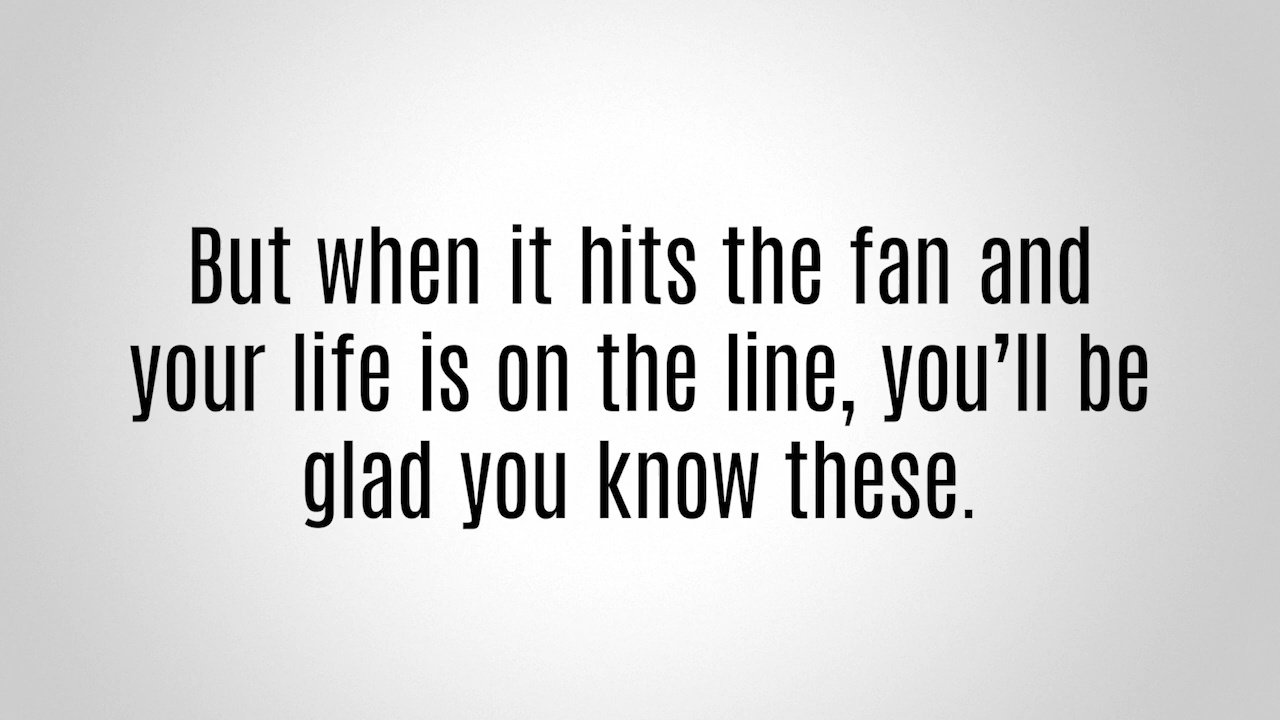 But when it hits the fan and
your life is on the line, you’ll be
glad you know these.